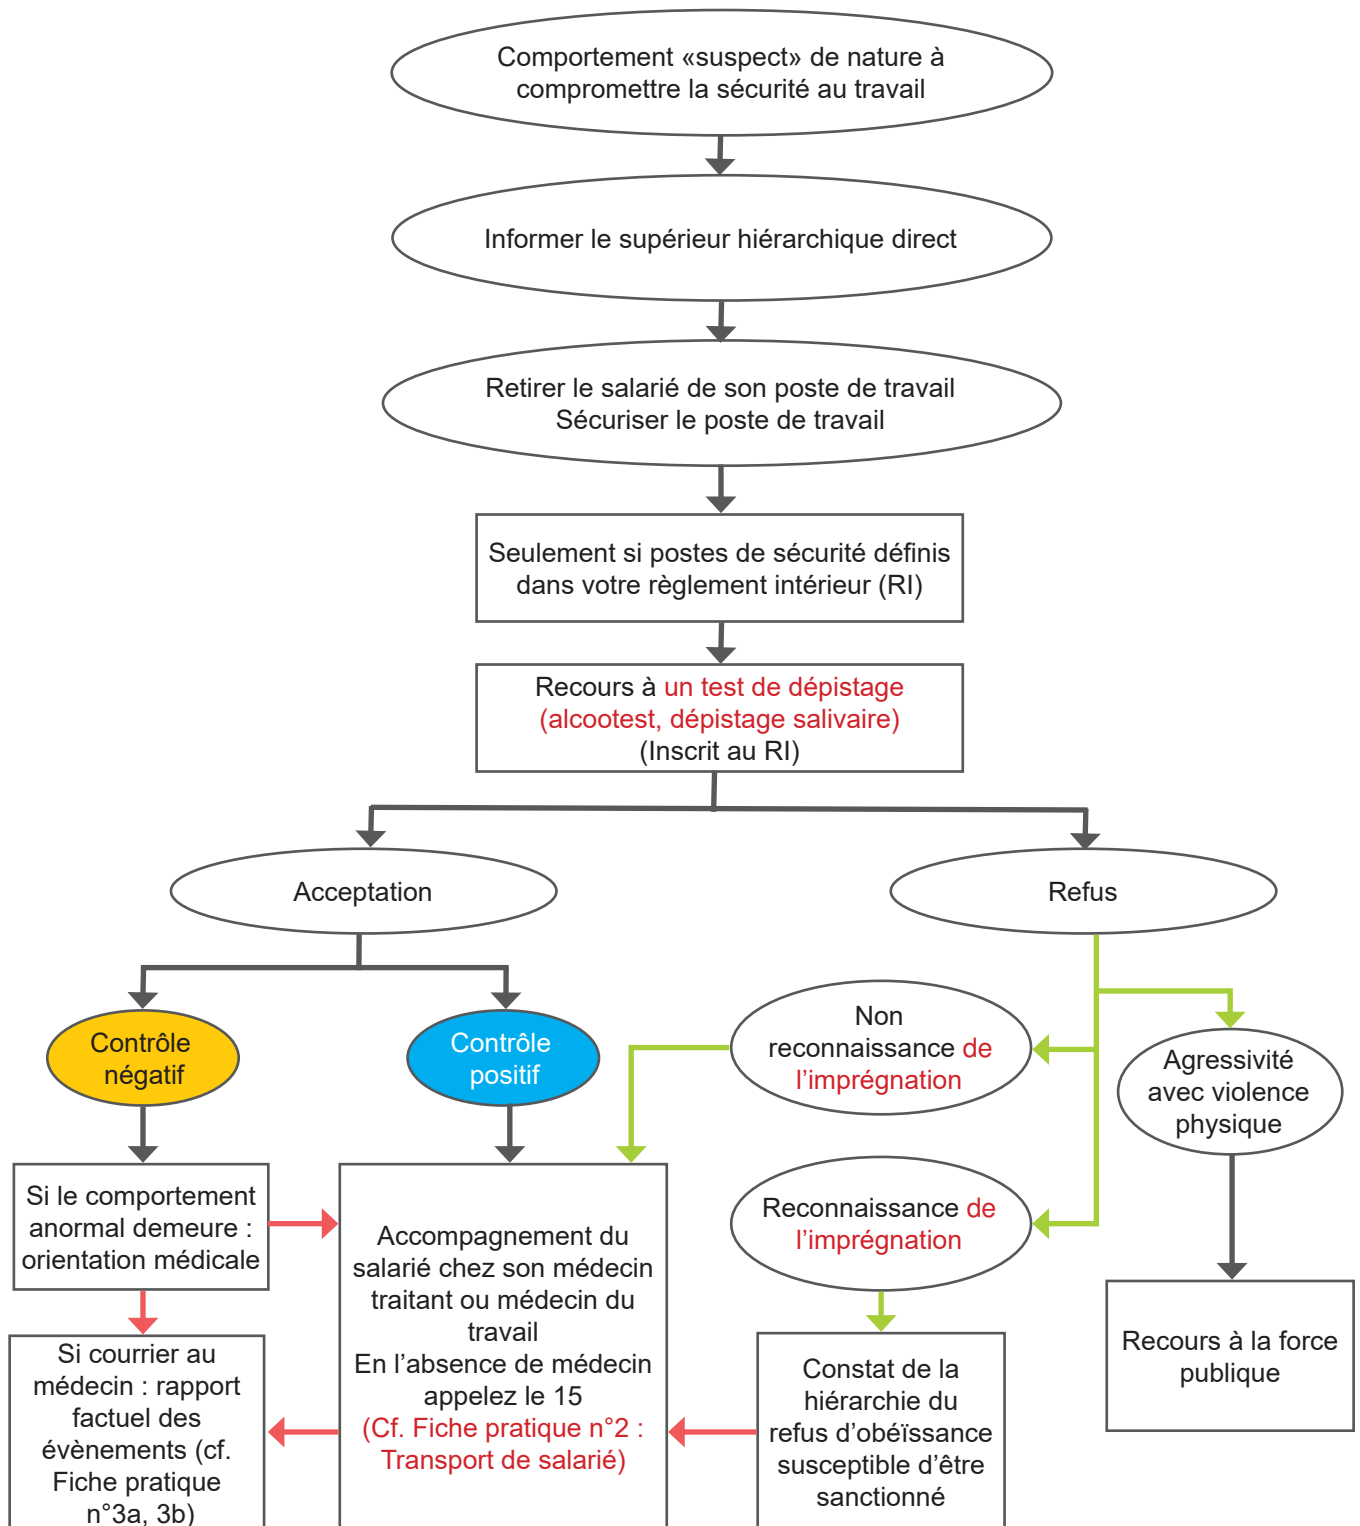 Comportement «suspect» de nature à
compromettre la sécurité au travail
Informer le supérieur hiérarchique direct
Retirer le salarié de son poste de travail
Sécuriser le poste de travail
Seulement si postes de sécurité définis
dans votre règlement intérieur (RI)
Recours à un test de dépistage
(alcootest, dépistage salivaire)
(Inscrit au RI)
Acceptation
Refus
Contrôle
négatif
Contrôle
positif
Non
reconnaissance de
l’imprégnation
Agressivité
avec violence
physique
Si le comportement
anormal demeure :
orientation médicale
Accompagnement du
salarié chez son médecin
traitant ou médecin du
travail
En l’absence de médecin
appelez le 15
(Cf. Fiche pratique n°2 :
Transport de salarié)
Reconnaissance de
l’imprégnation
Recours à la force
publique
Si courrier au
médecin : rapport
factuel des
évènements (cf.
Fiche pratique
n°3a, 3b)
Constat de la
hiérarchie du
refus d’obéïssance
susceptible d’être
sanctionné